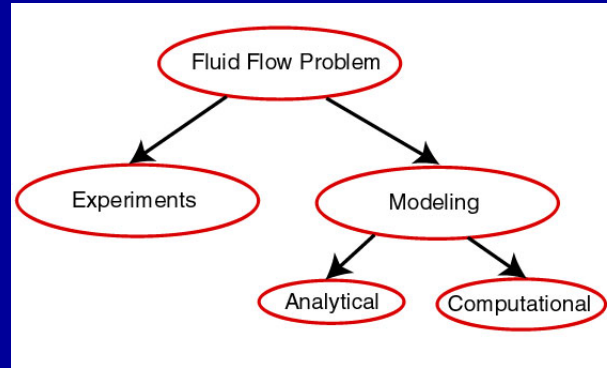 Fluid Flow Problem
Experiments
Modeling
Analytical
Computational